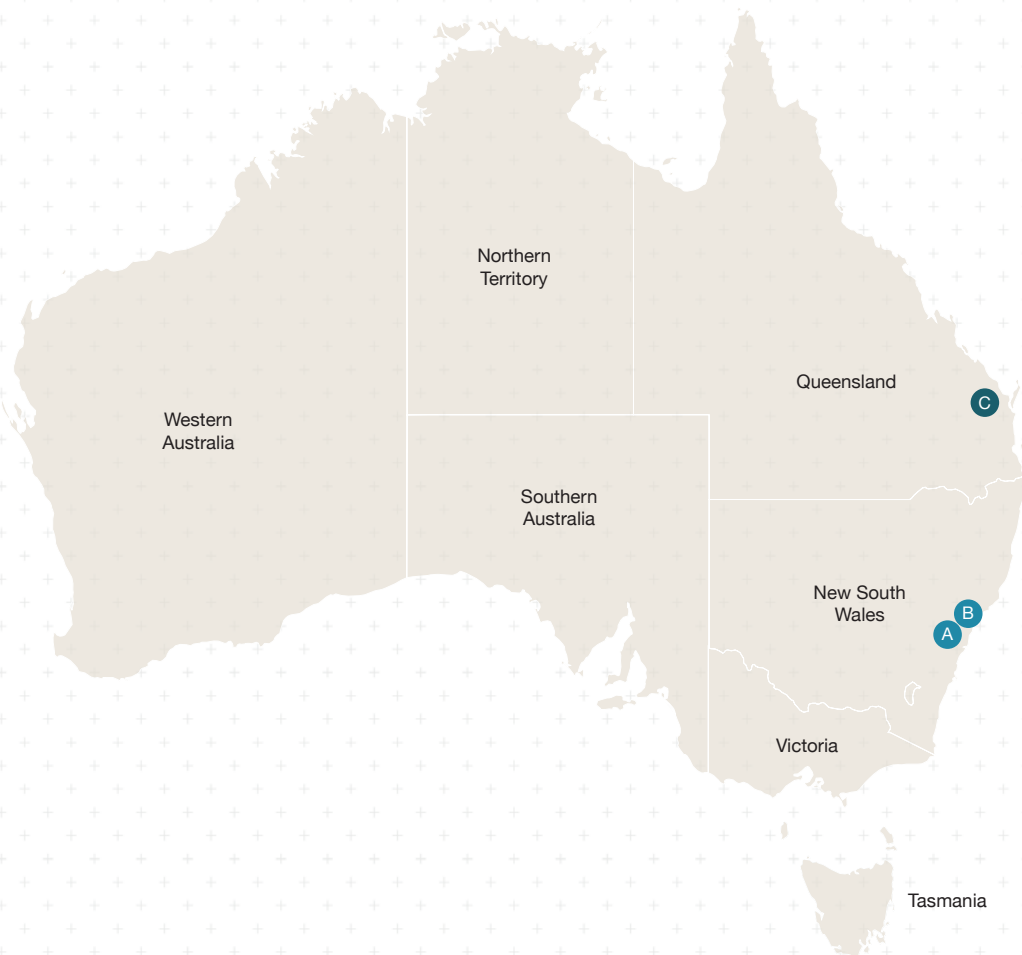 Northern
Territory
Queensland
C
Western
Australia
Southern
Australia
New South
Wales
B
A
Victoria
Tasmania